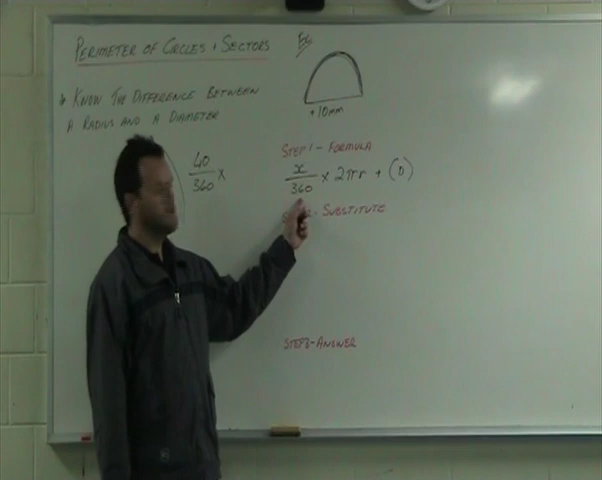 PERIMETER OF CIRCLES + SECTORS
Ex:
KNOW THE DIFFERENCE BETWEEN
A RADIUS AND A DIAMETER
10mm
40
360 x
STEP 1 - FORMULA
x
360 x 2πr + (D)
SUBSTITUTE
STEP 3 - ANSWER